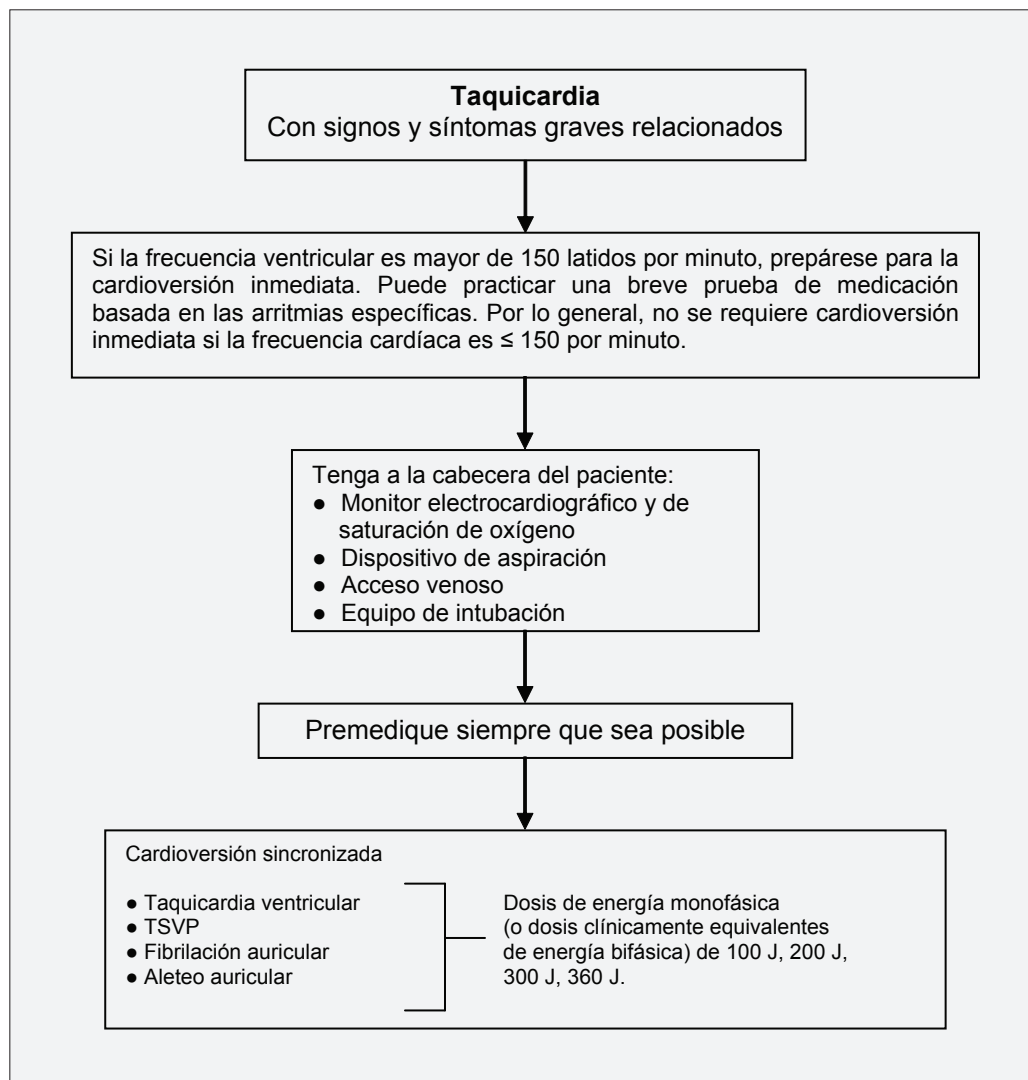 Taquicardia
Con signos y síntomas graves relacionados
Si la frecuencia ventricular es mayor de 150 latidos por minuto, prepárese para la
cardioversión inmediata. Puede practicar una breve prueba de medicación
basada en las arritmias específicas. Por lo general, no se requiere cardioversión
inmediata si la frecuencia cardíaca es ≤ 150 por minuto.
Tenga a la cabecera del paciente:
● Monitor electrocardiográfico y de
saturación de oxígeno
● Dispositivo de aspiración
● Acceso venoso
● Equipo de intubación
Premedique siempre que sea posible
Cardioversión sincronizada
● Taquicardia ventricular
● TSVP
● Fibrilación auricular
● Aleteo auricular
Dosis de energía monofásica
(o dosis clínicamente equivalentes
de energía bifásica) de 100 J, 200 J,
300 J, 360 J.